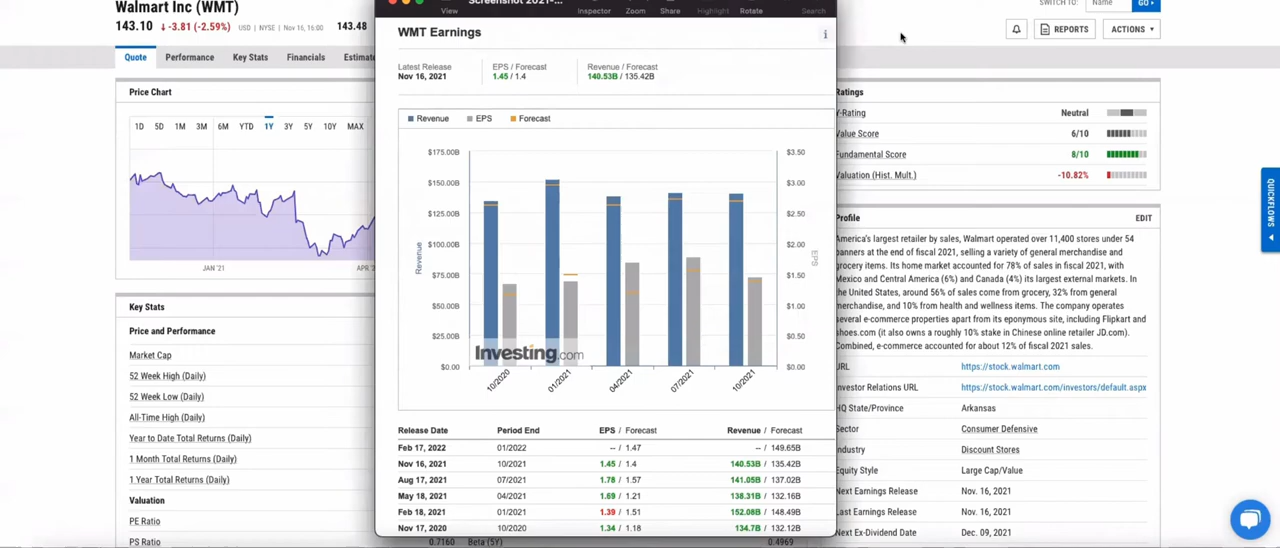 Walmart Inc (WMT)
143.10 ↓ -3.81 (-2.59%) USD | NYSE | Nov 16, 16:00 143.48
Quote Performance Key Stats Financials
Price Chart
1D 5D 1M 3M 6M YTD 1Y 3Y 5Y 10Y MAX
JAN '21
Key Stats
Price and Performance
Market Cap
52 Week High (Daily)
52 Week Low (Daily)
All-Time High (Daily)
Year to Date Total Returns (Daily)
1 Month Total Returns (Daily)
1 Year Total Returns (Daily)
Valuation
PE Ratio
PS Ratio
0.7160 Beta (5Y) 0.4969
View Inspector Zoom Share Highlight Rotate Search
WMT Earnings
Latest Release
Nov 16, 2021
EPS / Forecast
1.45 / 1.4
Revenue / Forecast
140.53B / 135.42B
Revenue EPS Forecast
$175.00B
$150.00B
$125.00B
$100.00B
$75.00B
$50.00B
$25.00B
$0.00
Revenue
$3.50
$3.00
$2.50
$2.00
$1.50
$1.00
$0.50
$0.00
EPS
Investing.com
10/2020 01/2021 04/2021 07/2021 10/2021
Release Date Period End EPS / Forecast Revenue / Forecast
Feb 17, 2022 01/2022 -- / 1.47 -- / 149.65B
Nov 16, 2021 10/2021 1.45 / 1.4 140.53B / 135.42B
Aug 17, 2021 07/2021 1.78 / 1.57 141.05B / 137.02B
May 18, 2021 04/2021 1.69 / 1.21 138.31B / 132.16B
Feb 18, 2021 01/2021 1.39 / 1.51 152.08B / 148.49B
Nov 17, 2020 10/2020 1.34 / 1.18 134.7B / 132.12B
SWITCH TO: Name GO
REPORTS ACTIONS
Ratings
Y-Rating Neutral
Value Score 6/10
Fundamental Score 8/10
Valuation (Hist. Mult.) -10.82%
Profile EDIT
America's largest retailer by sales, Walmart operated over 11,400 stores under 54
banners at the end of fiscal 2021, selling a variety of general merchandise and
grocery items. Its home market accounted for 78% of sales in fiscal 2021, with
Mexico and Central America (6%) and Canada (4%) its largest external markets. In
the United States, around 56% of sales come from grocery, 32% from general
merchandise, and 10% from health and wellness items. The company operates
several e-commerce properties apart from its eponymous site, including Flipkart and
shoes.com (it also owns a roughly 10% stake in Chinese online retailer JD.com).
Combined, e-commerce accounted for about 12% of fiscal 2021 sales.
URL https://stock.walmart.com
Investor Relations URL https://stock.walmart.com/investors/default.aspx
HQ State/Province Arkansas
Sector Consumer Defensive
Industry Discount Stores
Equity Style Large Cap/Value
Next Earnings Release Nov. 16, 2021
Last Earnings Release Nov. 16, 2021
Next Ex-Dividend Date Dec. 09, 2021
QUICKFLOWS